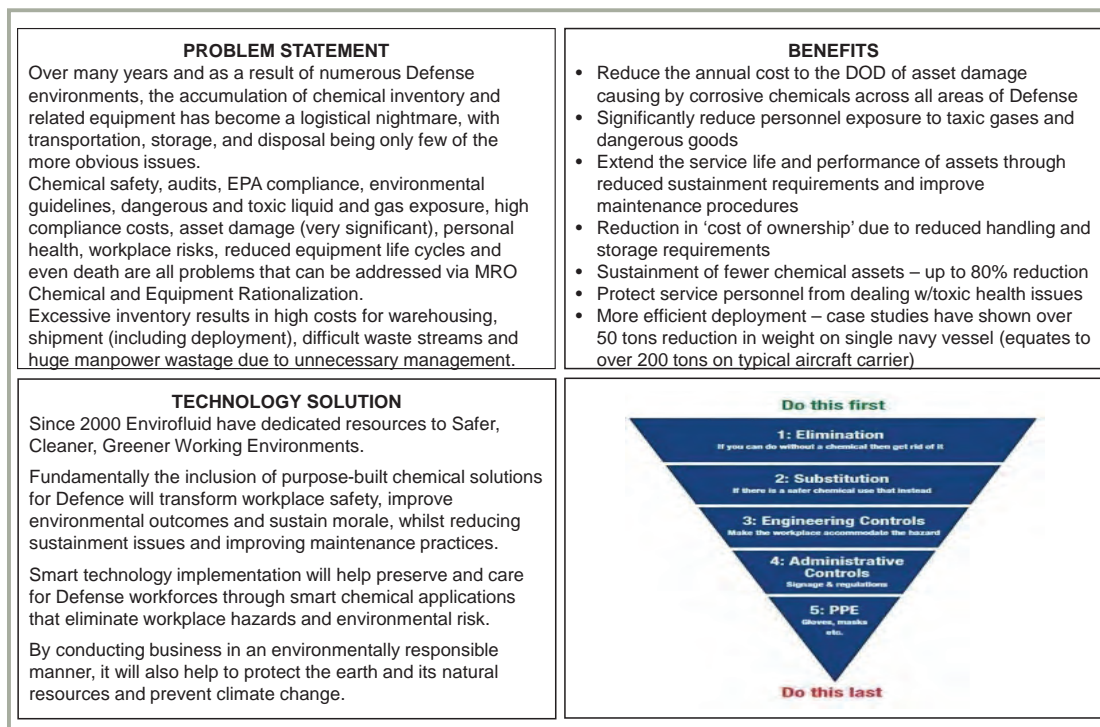 PROBLEM STATEMENT
Over many years and as a result of numerous Defense
environments, the accumulation of chemical inventory and
related equipment has become a logistical nightmare, with
transportation, storage, and disposal being only few of the
more obvious issues.
Chemical safety, audits, EPA compliance, environmental
guidelines, dangerous and toxic liquid and gas exposure, high
compliance costs, asset damage (very significant), personal
health, workplace risks, reduced equipment life cycles and
even death are all problems that can be addressed via MRO
Chemical and Equipment Rationalization.
Excessive inventory results in high costs for warehousing,
shipment (including deployment), difficult waste streams and
huge manpower wastage due to unnecessary management.
BENEFITS
• Reduce the annual cost to the DOD of asset damage
causing by corrosive chemicals across all areas of Defense
• Significantly reduce personnel exposure to taxic gases and
dangerous goods
• Extend the service life and performance of assets through
reduced sustainment requirements and improve
maintenance procedures
• Reduction in ‘cost of ownership’ due to reduced handling and
storage requirements
• Sustainment of fewer chemical assets – up to 80% reduction
• Protect service personnel from dealing w/toxic health issues
• More efficient deployment – case studies have shown over
50 tons reduction in weight on single navy vessel (equates to
over 200 tons on typical aircraft carrier)
TECHNOLOGY SOLUTION
Since 2000 Envirofluid have dedicated resources to Safer,
Cleaner, Greener Working Environments.
Fundamentally the inclusion of purpose-built chemical solutions
for Defence will transform workplace safety, improve
environmental outcomes and sustain morale, whilst reducing
sustainment issues and improving maintenance practices.
Smart technology implementation will help preserve and care
for Defense workforces through smart chemical applications
that eliminate workplace hazards and environmental risk.
By conducting business in an environmentally responsible
manner, it will also help to protect the earth and its natural
resources and prevent climate change.
Do this first
1: Elimination
If you can do without a chemical then get rid of it
2: Substitution
If there is a safer chemical use that instead
3: Engineering Controls
Make the workplace accommodate the hazard
4: Administrative
Controls
Signage & regulations
5: PPE
Gloves, masks
etc.
Do this last